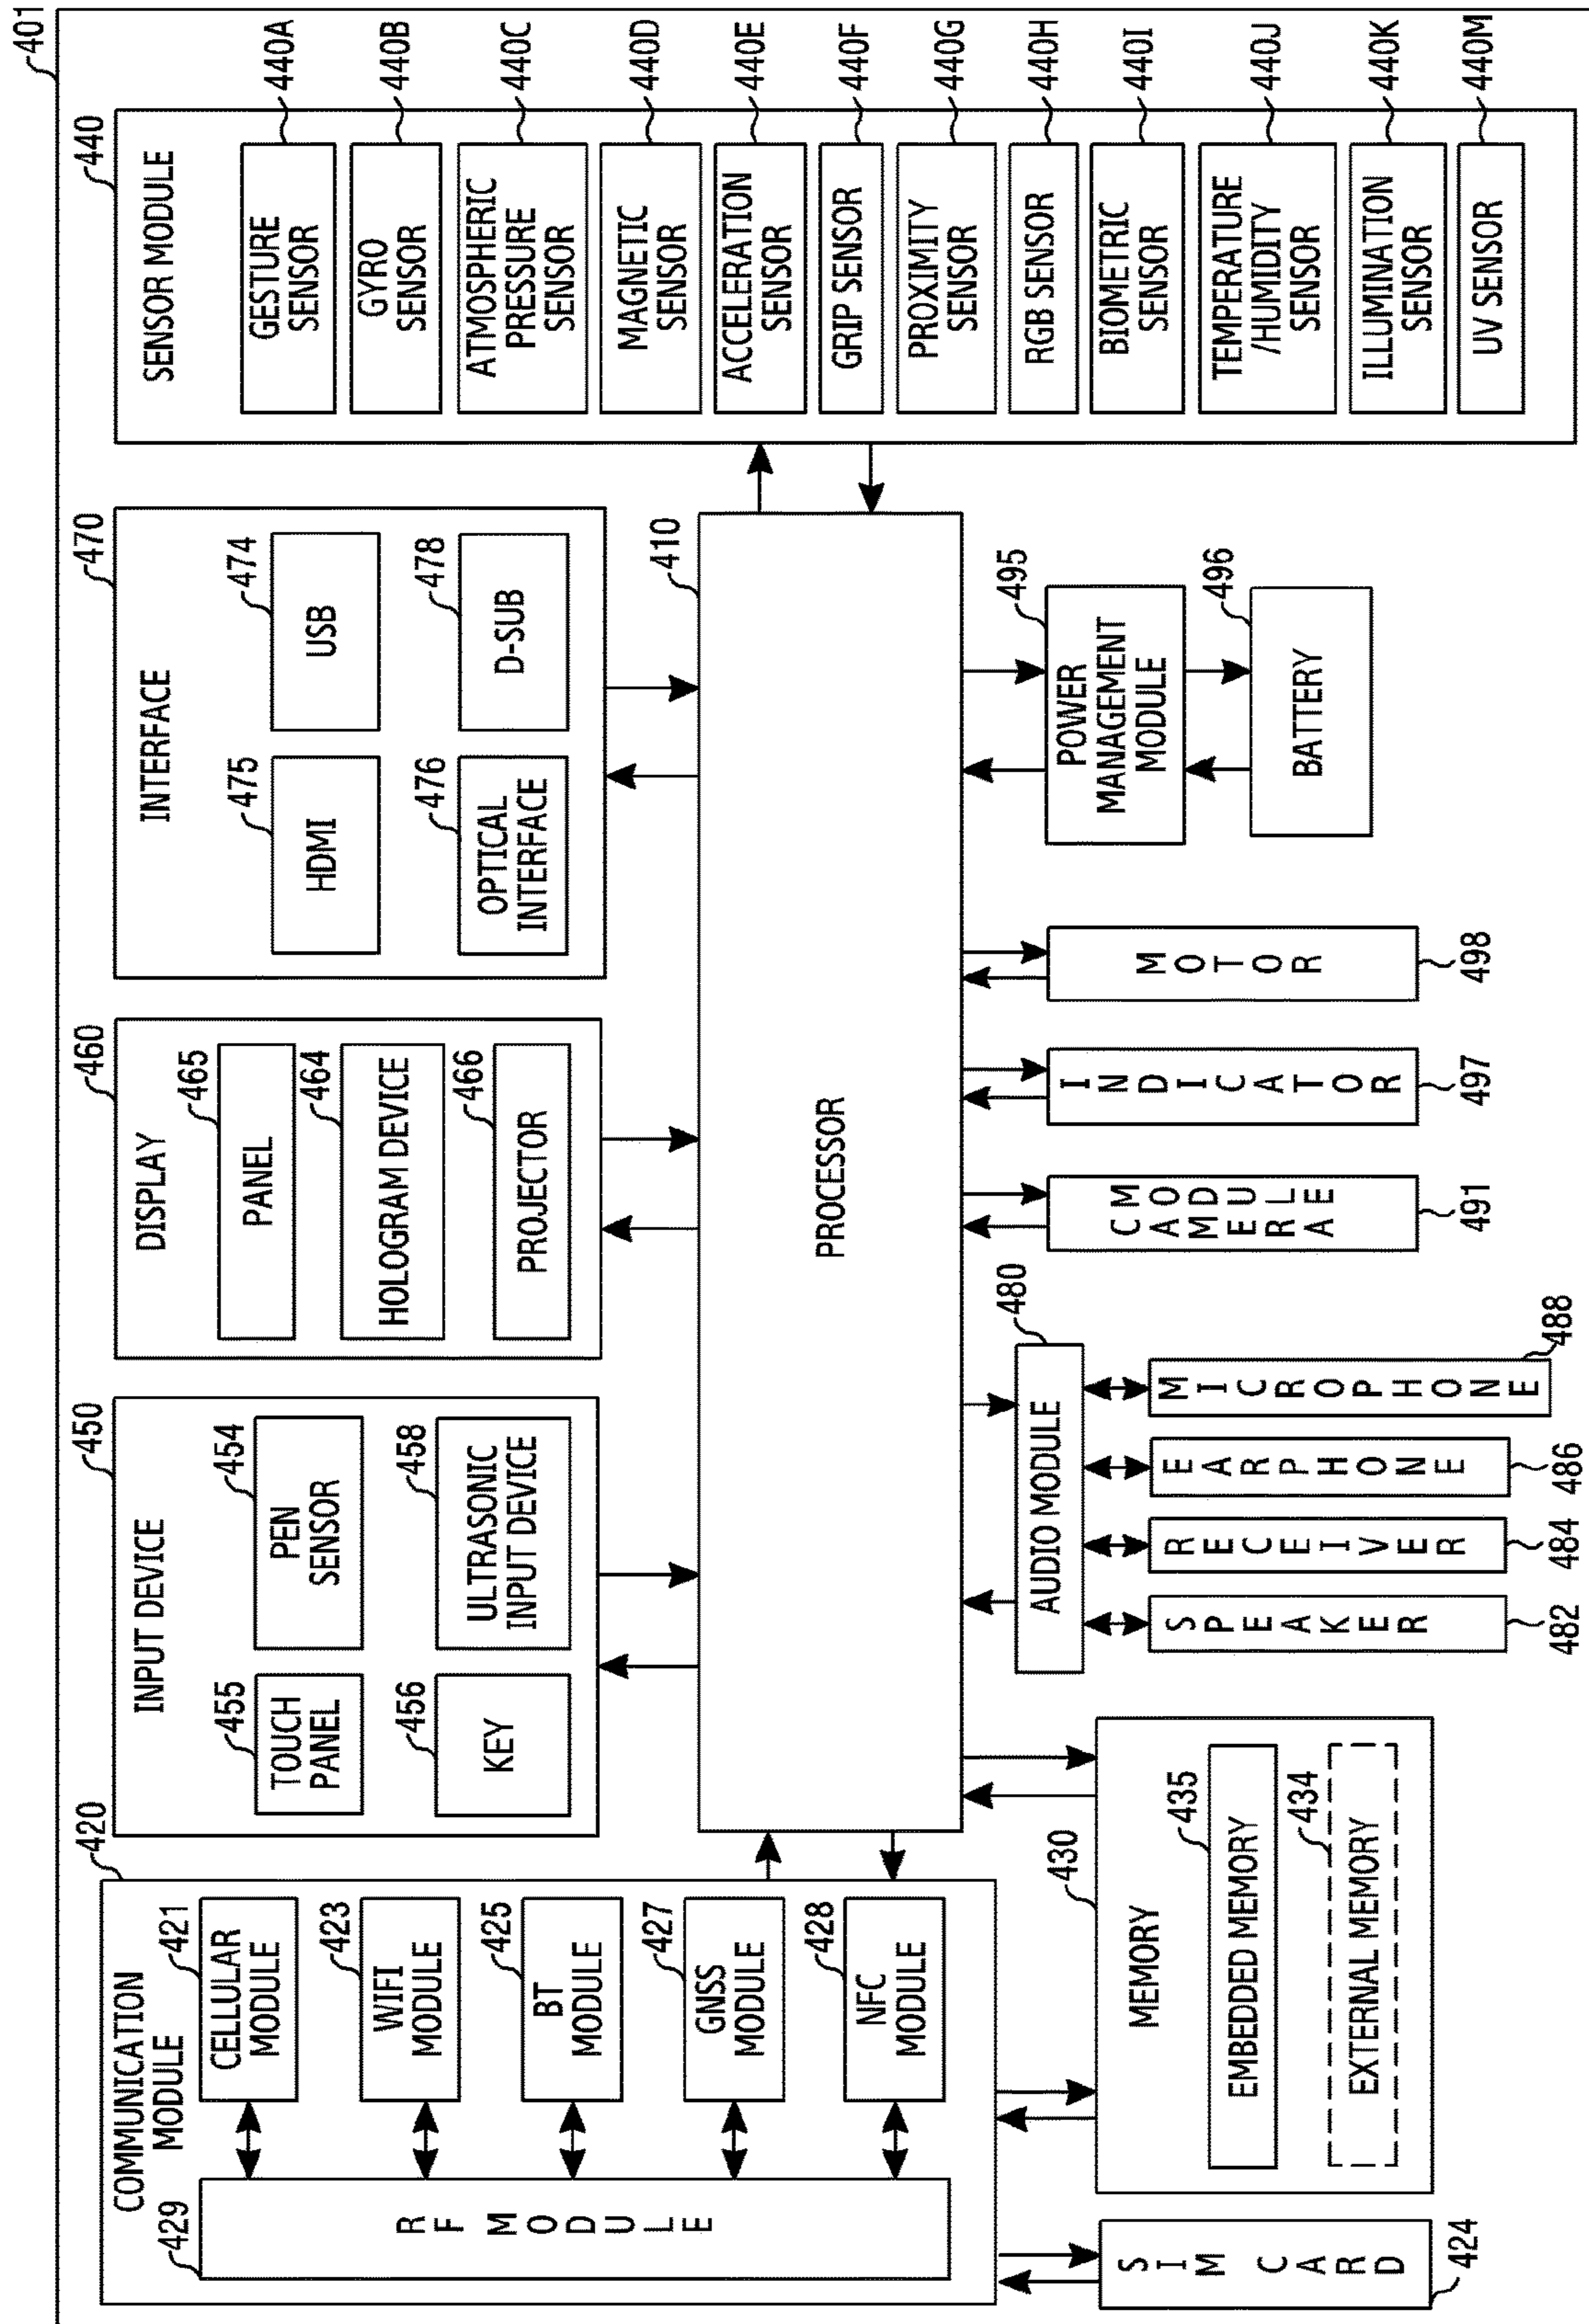 401
COMMUNICATION
MODULE
420
429
RF MODULE
421
CELLULAR
MODULE
423
WIFI
MODULE
425
BT
MODULE
427
GNSS
MODULE
428
NFC
MODULE
SIM CARD
424
450
INPUT DEVICE
455
TOUCH
PANEL
454
PEN
SENSOR
456
KEY
458
ULTRASONIC
INPUT DEVICE
460
DISPLAY
465
PANEL
464
HOLOGRAM DEVICE
466
PROJECTOR
470
INTERFACE
475
HDMI
474
USB
476
OPTICAL
INTERFACE
478
D-SUB
440
SENSOR MODULE
GESTURE
SENSOR
440A
GYRO
SENSOR
440B
ATMOSPHERIC
PRESSURE
SENSOR
440C
MAGNETIC
SENSOR
440D
ACCELERATION
SENSOR
440E
GRIP SENSOR
440F
PROXIMITY
SENSOR
440G
RGB SENSOR
440H
BIOMETRIC
SENSOR
440I
TEMPERATURE
/HUMIDITY
SENSOR
440J
ILLUMINATION
SENSOR
440K
UV SENSOR
440M
410
PROCESSOR
430
MEMORY
435
EMBEDDED MEMORY
434
EXTERNAL MEMORY
480
AUDIO MODULE
SPEAKER
482
RECEIVER
484
EARPHONE
486
MICROPHONE
488
CAMERA
MODULE
491
INDICATOR
497
MOTOR
498
495
POWER
MANAGEMENT
MODULE
496
BATTERY